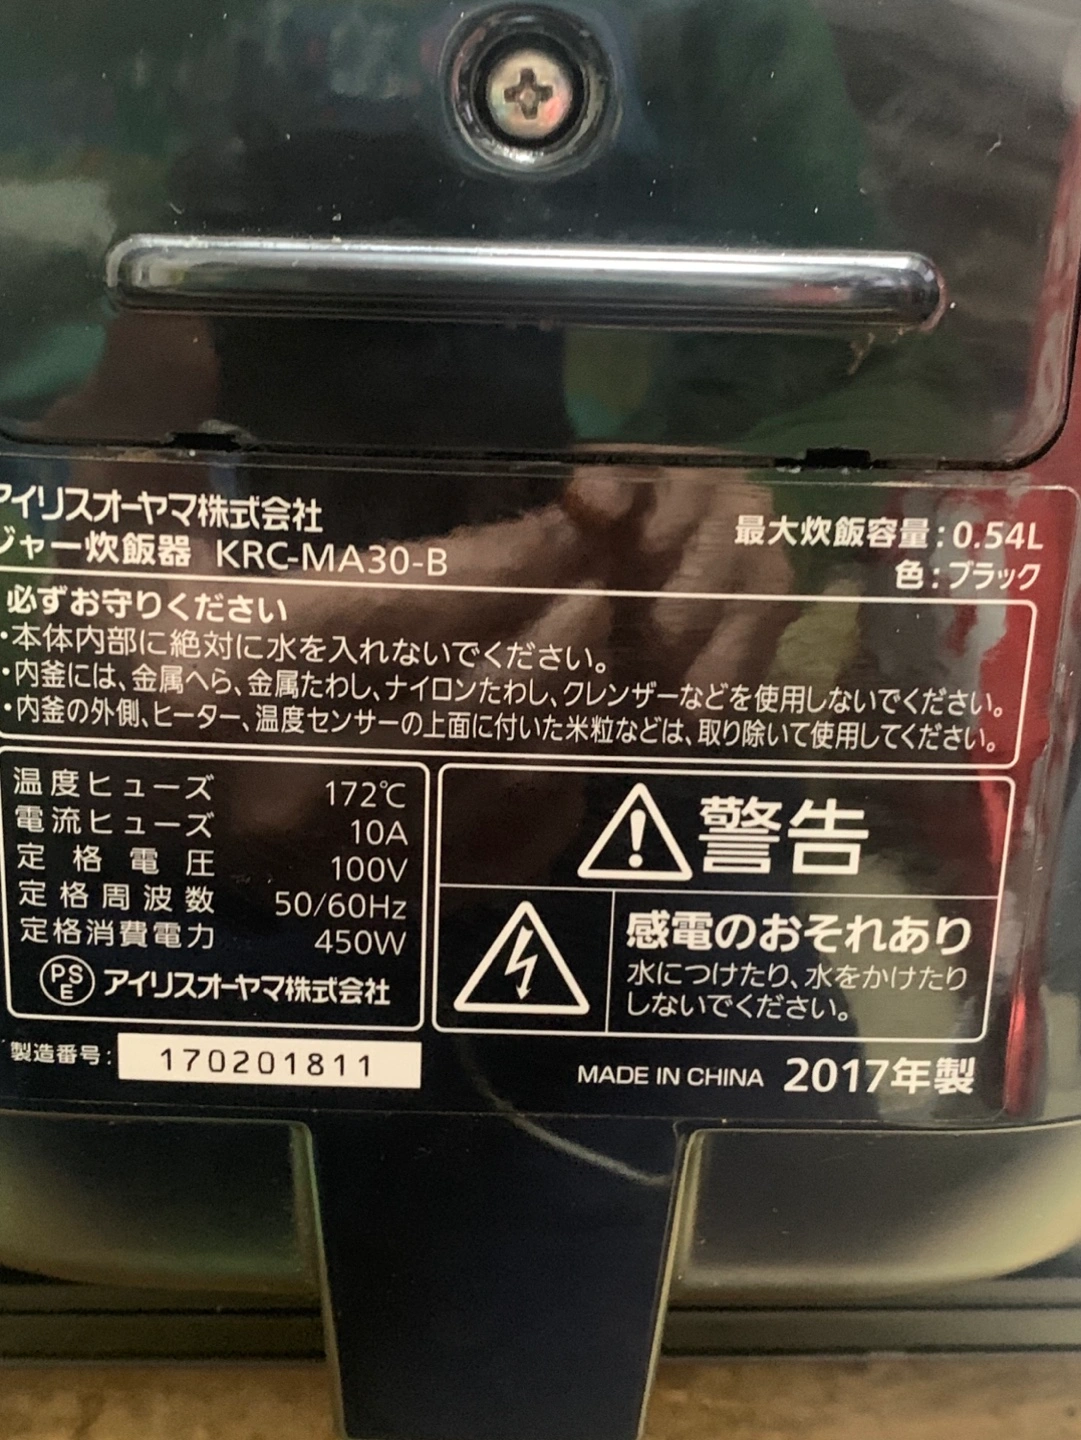 アイリスオーヤマ株式会社
ジャー炊飯器 KRC-MA30-B
最大炊飯容量:0.54L
色:ブラック
必ずお守りください
・本体内部に絶対に水を入れないでください。
・内釜には、金属へら、金属たわし、ナイロンたわし、クレンザーなどを使用しないでください。
・内釜の外側、ヒーター、温度センサーの上面に付いた米粒などは、取り除いて使用してください。
温度ヒューズ 172℃
電流ヒューズ 10A
定格電圧 100V
定格周波数 50/60Hz
定格消費電力 450W
PSE アイリスオーヤマ株式会社
警告
感電のおそれあり
水につけたり、水をかけたり
しないでください。
製造番号: 170201811
MADE IN CHINA 2017年製